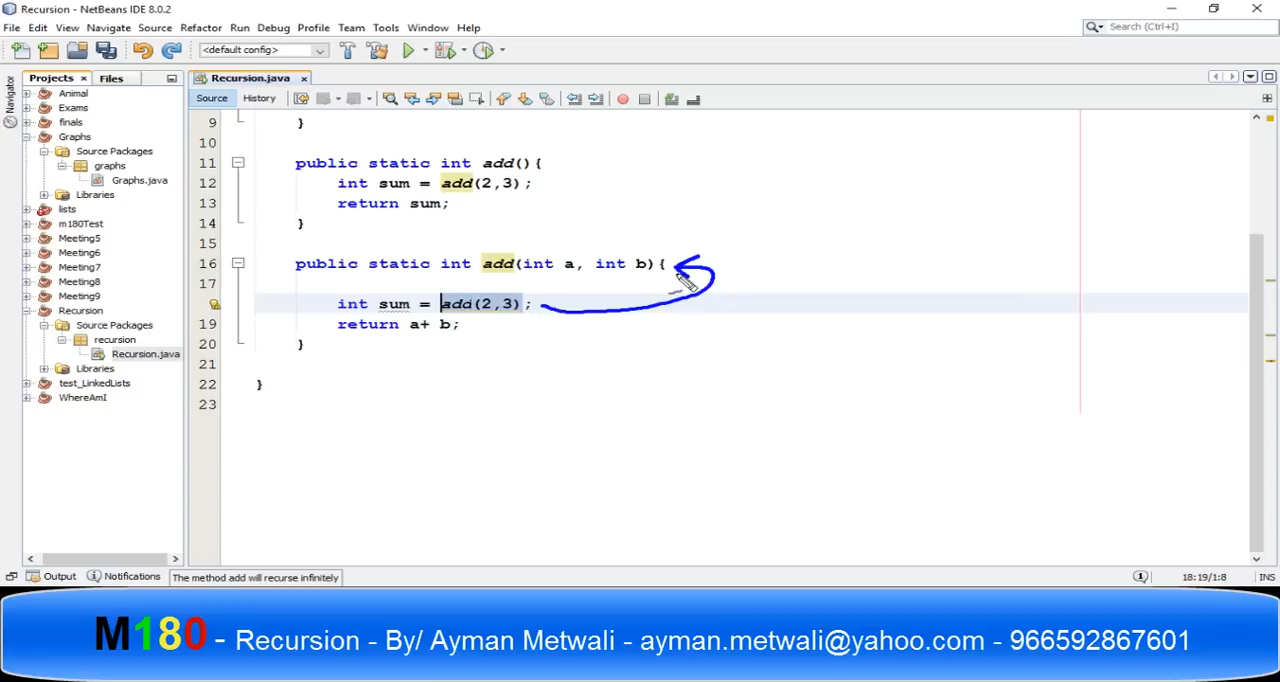 Recursion - NetBeans IDE 8.0.2
File Edit View Navigate Source Refactor Run Debug Profile Team Tools Window Help
Search (Ctrl+I)
<default config>
Projects × Files
Recursion.java ×
Navigator
Source History
Animal
Exams
finals
Graphs
Source Packages
graphs
Graphs.java
Libraries
lists
m180Test
Meeting5
Meeting6
Meeting7
Meeting8
Meeting9
Recursion
Source Packages
recursion
Recursion.java
Libraries
test_LinkedLists
WhereAmI
9 }
10
11 public static int add(){
12 int sum = add(2,3);
13 return sum;
14 }
15
16 public static int add(int a, int b){
17
int sum = add(2,3);
19 return a+ b;
20 }
21
22 }
23
Output Notifications The method add will recurse infinitely 1 18:19/1:8 INS
M180 - Recursion - By/ Ayman Metwali - ayman.metwali@yahoo.com - 966592867601